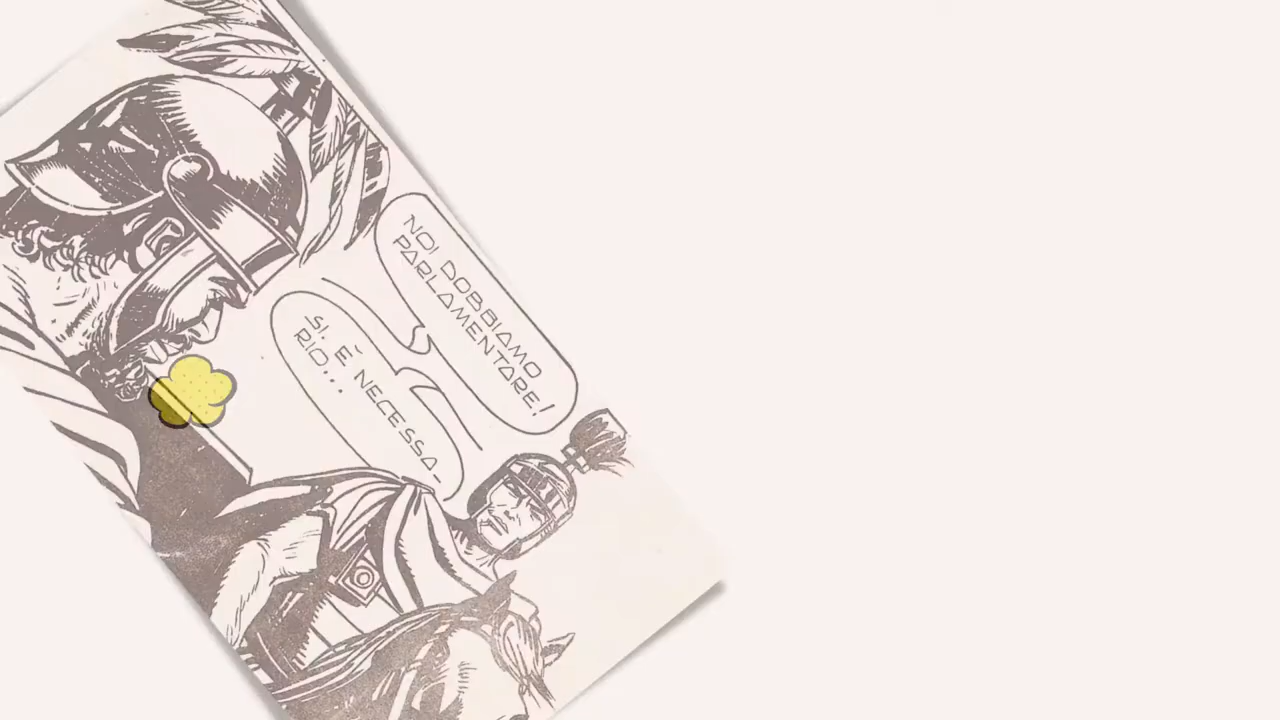 NOI DOBBIAMO
PARLAMENTARE!
SI, È NECESSA-
RIO...